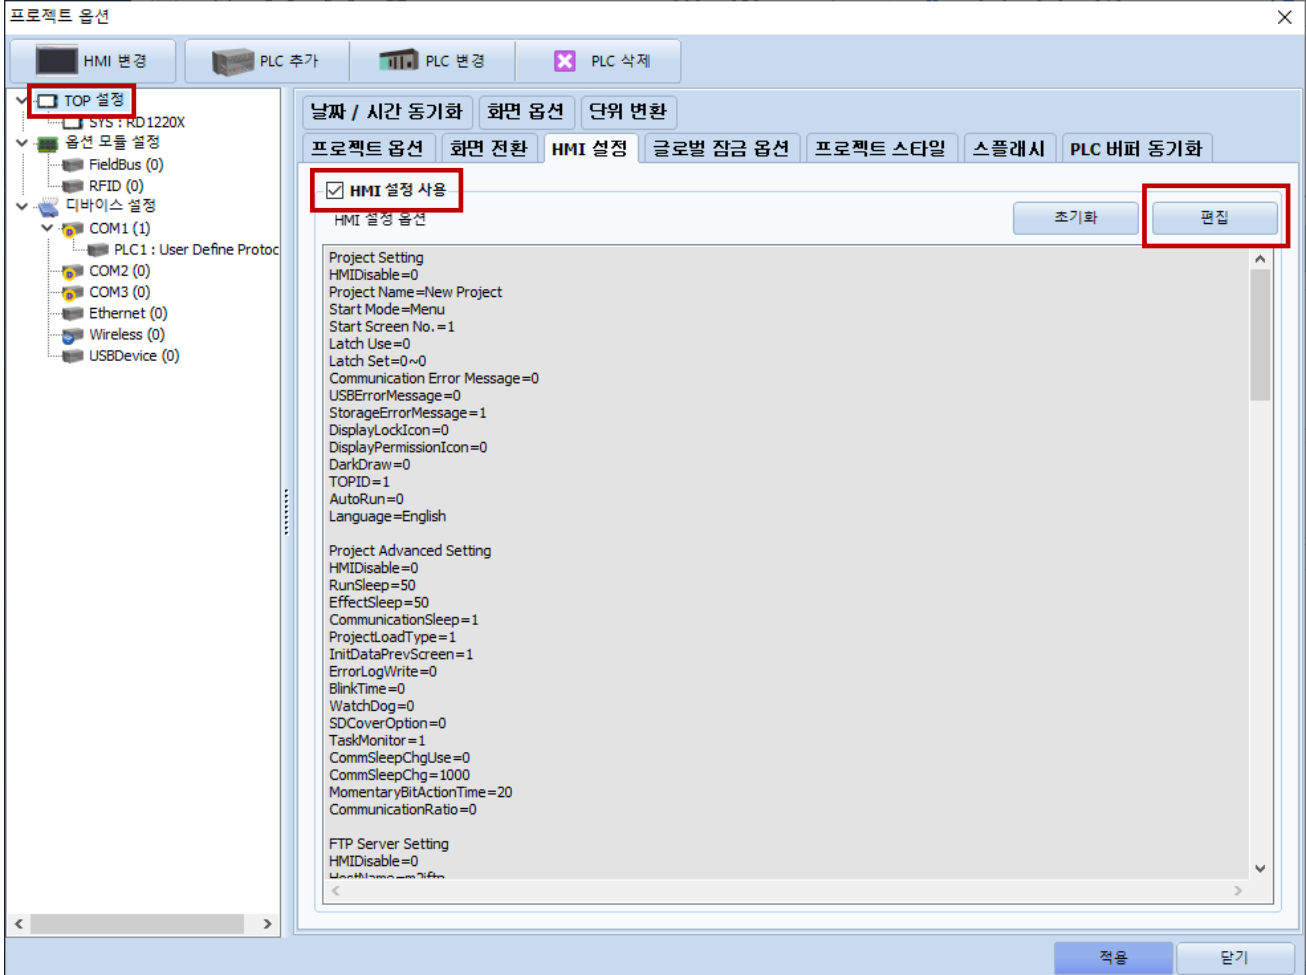 프로젝트 옵션
HMI 변경
PLC 추가
PLC 변경
PLC 삭제
TOP 설정
SYS : RD1220X
옵션 모듈 설정
FieldBus (0)
RFID (0)
디바이스 설정
COM1 (1)
PLC1 : User Define Protoc
COM2 (0)
COM3 (0)
Ethernet (0)
Wireless (0)
USBDevice (0)
날짜 / 시간 동기화
화면 옵션
단위 변환
프로젝트 옵션
화면 전환
HMI 설정
글로벌 잠금 옵션
프로젝트 스타일
스플래시
PLC 버퍼 동기화
HMI 설정 사용
HMI 설정 옵션
초기화
편집
Project Setting
HMIDisable=0
Project Name=New Project
Start Mode=Menu
Start Screen No.=1
Latch Use=0
Latch Set=0~0
Communication Error Message=0
USBErrorMessage=0
StorageErrorMessage=1
DisplayLockIcon=0
DisplayPermissionIcon=0
DarkDraw=0
TOPID=1
AutoRun=0
Language=English
Project Advanced Setting
HMIDisable=0
RunSleep=50
EffectSleep=50
CommunicationSleep=1
ProjectLoadType=1
InitDataPrevScreen=1
ErrorLogWrite=0
BlinkTime=0
WatchDog=0
SDCoverOption=0
TaskMonitor=1
CommSleepChgUse=0
CommSleepChg=1000
MomentaryBitActionTime=20
CommunicationRatio=0
FTP Server Setting
HMIDisable=0
HostName=m2iftp
적용
닫기